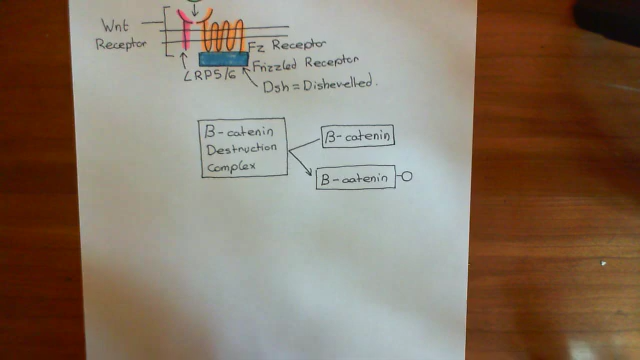 Wnt
Receptor
LRP5/6
Fz Receptor
Frizzled Receptor
Dsh = Dishevelled.
β-catenin
Destruction
Complex
β-catenin
β-catenin